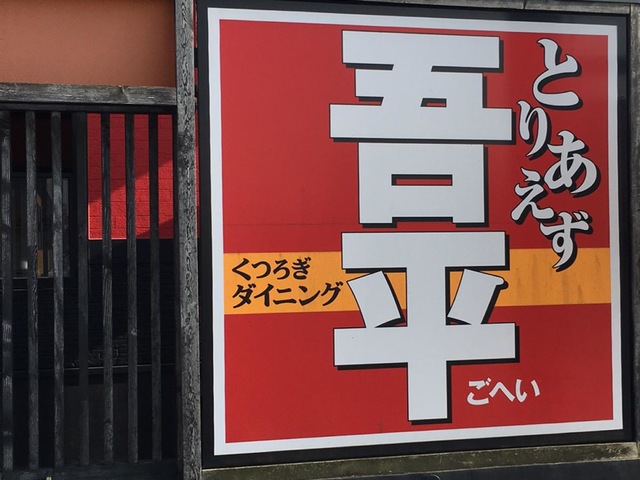 とりあえず
吾平
ごへい
くつろぎ
ダイニング